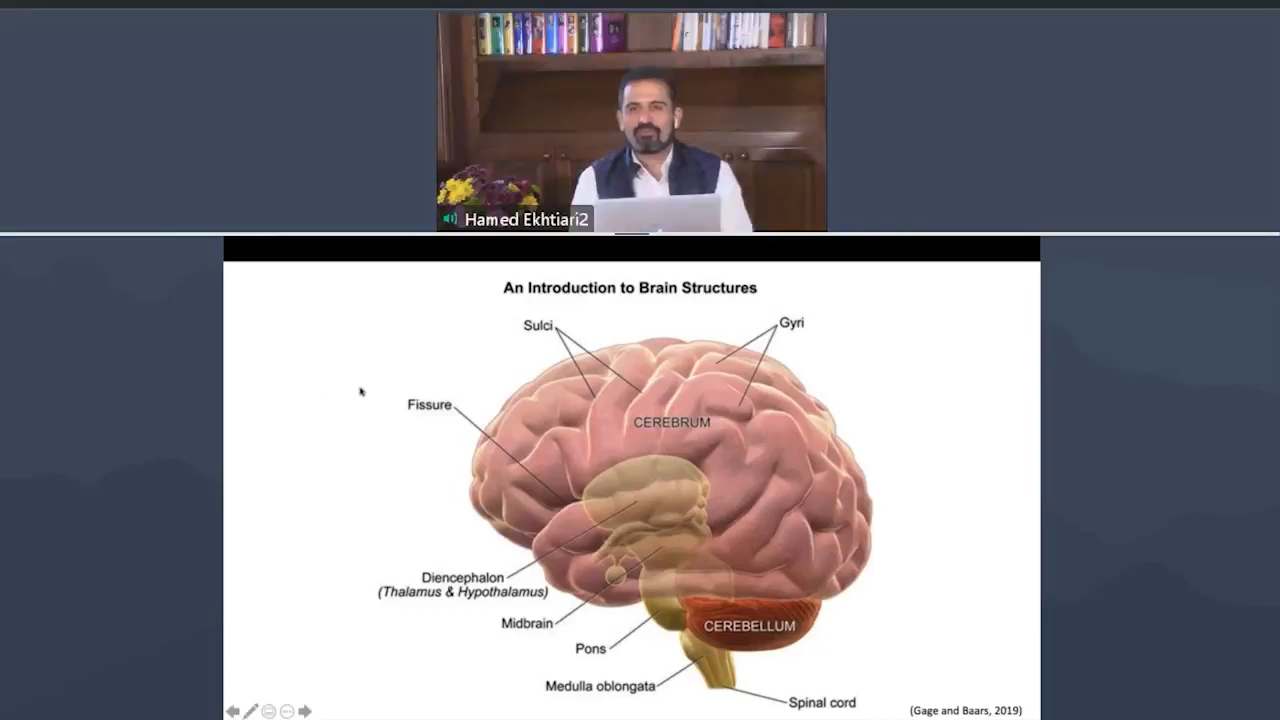 Hamed Ekhtiari2
An Introduction to Brain Structures
Sulci
Gyri
Fissure
CEREBRUM
Diencephalon
(Thalamus & Hypothalamus)
Midbrain
CEREBELLUM
Pons
Medulla oblongata
Spinal cord
(Gage and Baars, 2019)